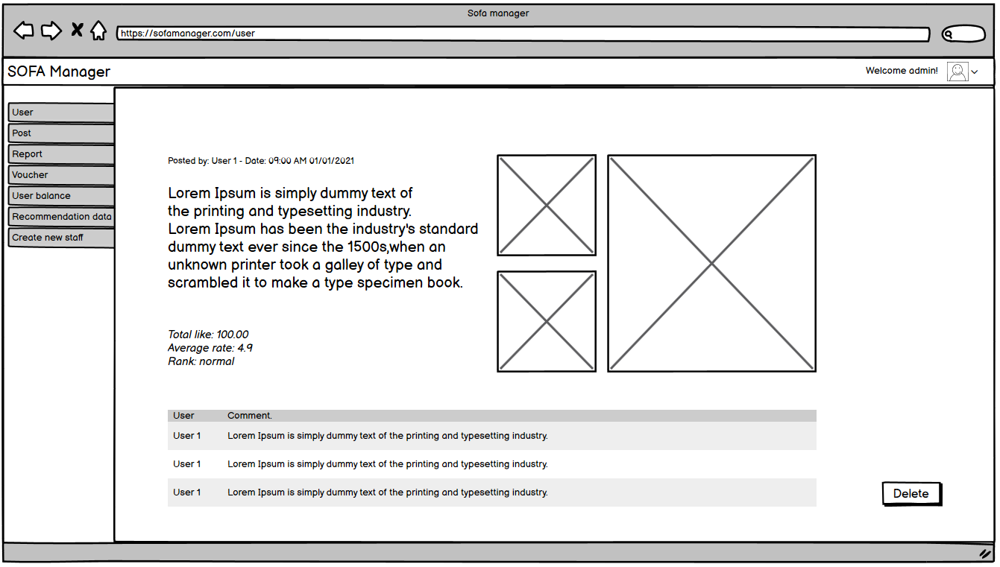 Sofa manager
https://sofamanager.com/user
SOFA Manager
Welcome admin!
User
Post
Report
Voucher
User balance
Recommendation data
Create new staff
Posted by: User 1 - Date: 09:00 AM 01/01/2021
Lorem Ipsum is simply dummy text of
the printing and typesetting industry.
Lorem Ipsum has been the industry's standard
dummy text ever since the 1500s,when an
unknown printer took a galley of type and
scrambled it to make a type specimen book.
Total like: 100.00
Average rate: 4.9
Rank: normal
User Comment.
User 1 Lorem Ipsum is simply dummy text of the printing and typesetting industry.
User 1 Lorem Ipsum is simply dummy text of the printing and typesetting industry.
User 1 Lorem Ipsum is simply dummy text of the printing and typesetting industry.
Delete